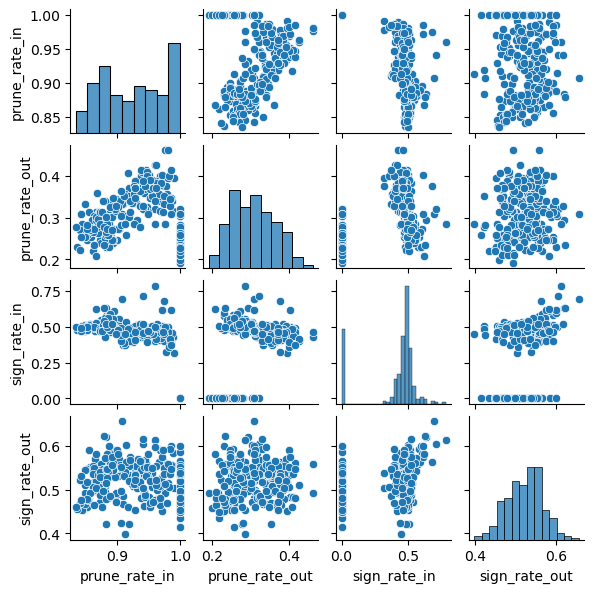 prune_rate_in
1.00
0.95
0.90
0.85
prune_rate_out
0.4
0.3
0.2
sign_rate_in
0.75
0.50
0.25
0.00
sign_rate_out
0.6
0.5
0.4
0.9 1.0 0.2 0.4 0.0 0.5 0.4 0.6
prune_rate_in prune_rate_out sign_rate_in sign_rate_out